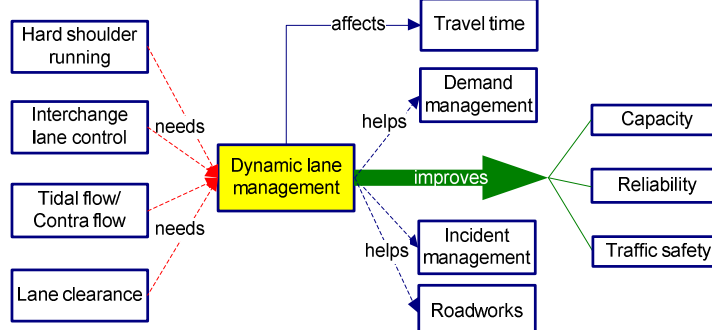 Hard shoulder
running
Interchange
lane control
Tidal flow/
Contra flow
Lane clearance
needs
needs
Dynamic lane
management
affects
helps
improves
helps
Travel time
Demand
management
Incident
management
Roadworks
Capacity
Reliability
Traffic safety